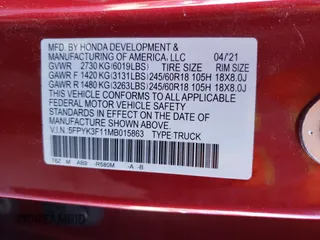 MFD. BY HONDA DEVELOPMENT &
MANUFACTURING OF AMERICA, LLC 04/21
GVWR 2730 KG (6019LBS) TIRE SIZE RIM SIZE
GAWR F 1420 KG(3131LBS) 245/60R18 105H 18X8.0J
GAWR R 1480 KG(3263LBS) 245/60R18 105H 18X8.0J
THIS VEHICLE CONFORMS TO ALL APPLICABLE
FEDERAL MOTOR VEHICLE SAFETY STANDARDS
IN EFFECT ON THE DATE OF MANUFACTURE
SHOWN ABOVE.
V.I.N. 5FPYK3F11MB015863 TYPE:TRUCK
-R580M -A -B